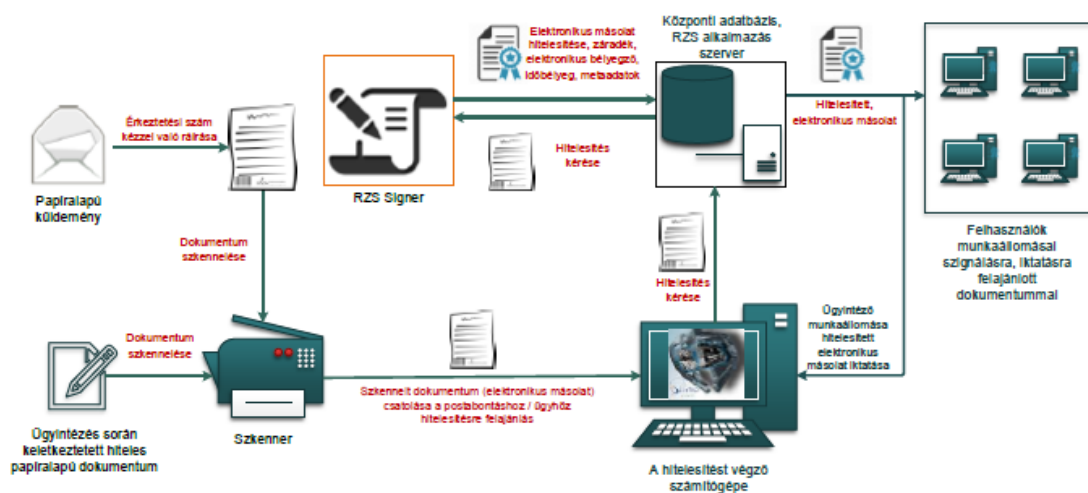 Elektronikus másolat
hitelesítése, záradék,
elektronikus bélyegző,
időbélyeg, metaadatok
Központi adatbázis,
RZS alkalmazás
szerver
Érkeztetési szám
kézzel való ráírása
Hitelesített,
elektronikus másolat
Hitelesítés
kérése
Papíralapú
küldemény
RZS Signer
Felhasználók
munkaállomásai
szignálásra, iktatásra
felajánlott
dokumentummal
Dokumentum
szkennelése
Hitelesítés
kérése
Ügyintéző
munkaállomása
hitelesített
elektronikus
másolat iktatása
Dokumentum
szkennelése
Szkennelt dokumentum (elektronikus másolat)
csatolása a postabontáshoz / ügyhöz
hitelesítésre felajánlás
Ügyintézés során
keletkeztetett hiteles
papíralapú dokumentum
Szkenner
A hitelesítést végző
számítógépe